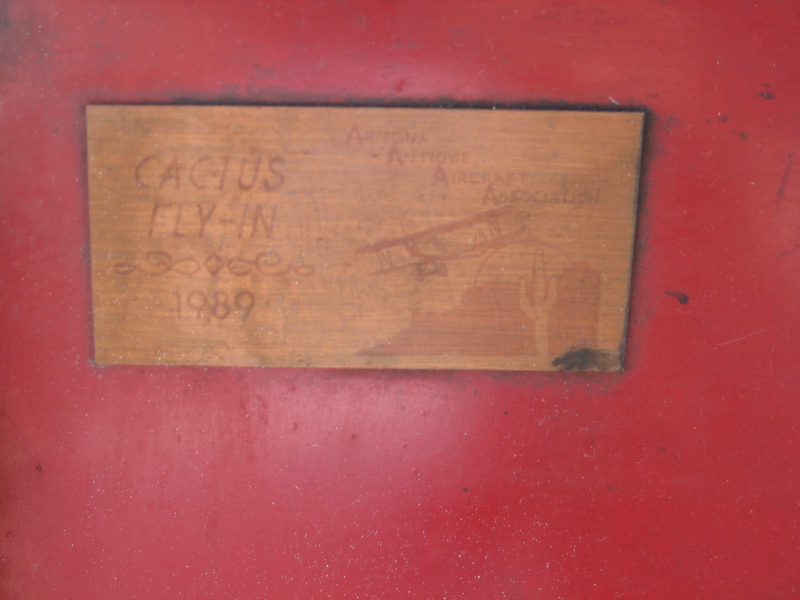 CACTUS
FLY-IN
1989
ARIZONA
ANTIQUE
AIRCRAFT
ASSOCIATION